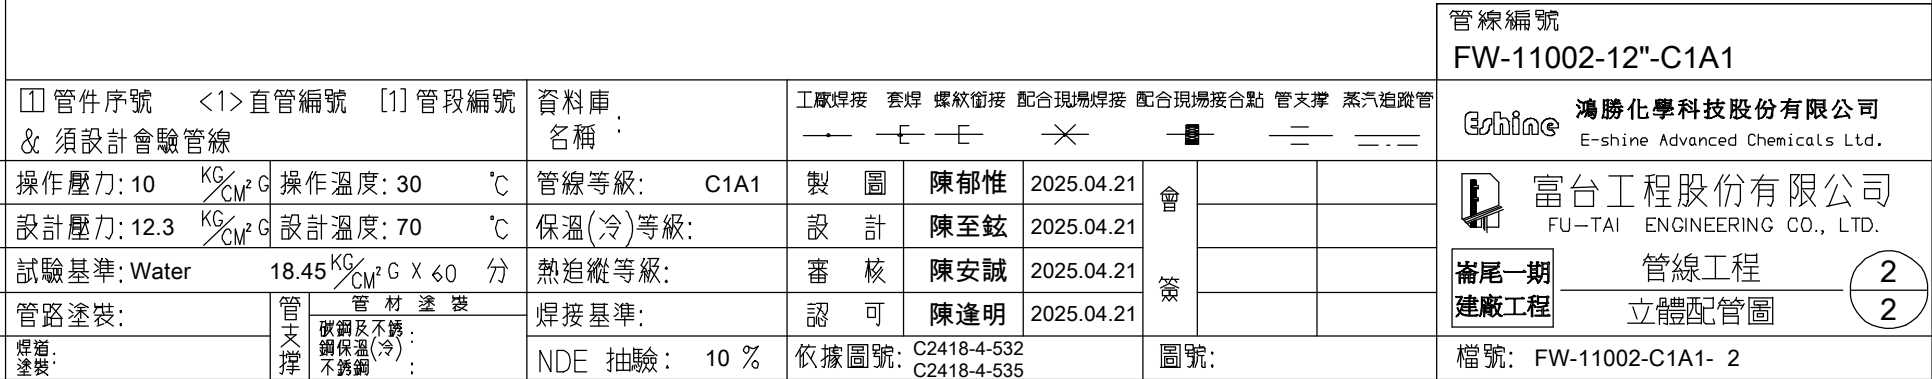 管線編號
FW-11002-12"-C1A1
1 管件序號 <1>直管編號 [1]管段編號
& 須設計會驗管線
資料庫
名稱 :
工廠焊接 套焊 螺紋銜接 配合現場焊接 配合現場接合點 管支撐 蒸汽追蹤管
Eshine 鴻勝化學科技股份有限公司
E-shine Advanced Chemicals Ltd.
操作壓力: 10 KG/CM² G 操作溫度: 30 °C 管線等級: C1A1 製 圖 陳郁惟 2025.04.21
設計壓力: 12.3 KG/CM² G 設計溫度: 70 °C 保溫(冷)等級: 設 計 陳至鉉 2025.04.21
試驗基準: Water 18.45 KG/CM² G X 60 分 熱追縱等級: 審 核 陳安誠 2025.04.21
管路塗裝:
管支撐
管 材 塗 裝
碳鋼及不銹
鋼保溫(冷) :
不銹鋼 :
焊接基準: 認 可 陳逢明 2025.04.21
會簽
富台工程股份有限公司
FU-TAI ENGINEERING CO., LTD.
崙尾一期
建廠工程
管線工程
立體配管圖
2
2
焊道:
塗裝:
NDE 抽驗: 10 %
依據圖號: C2418-4-532
C2418-4-535
圖號:
檔號: FW-11002-C1A1- 2